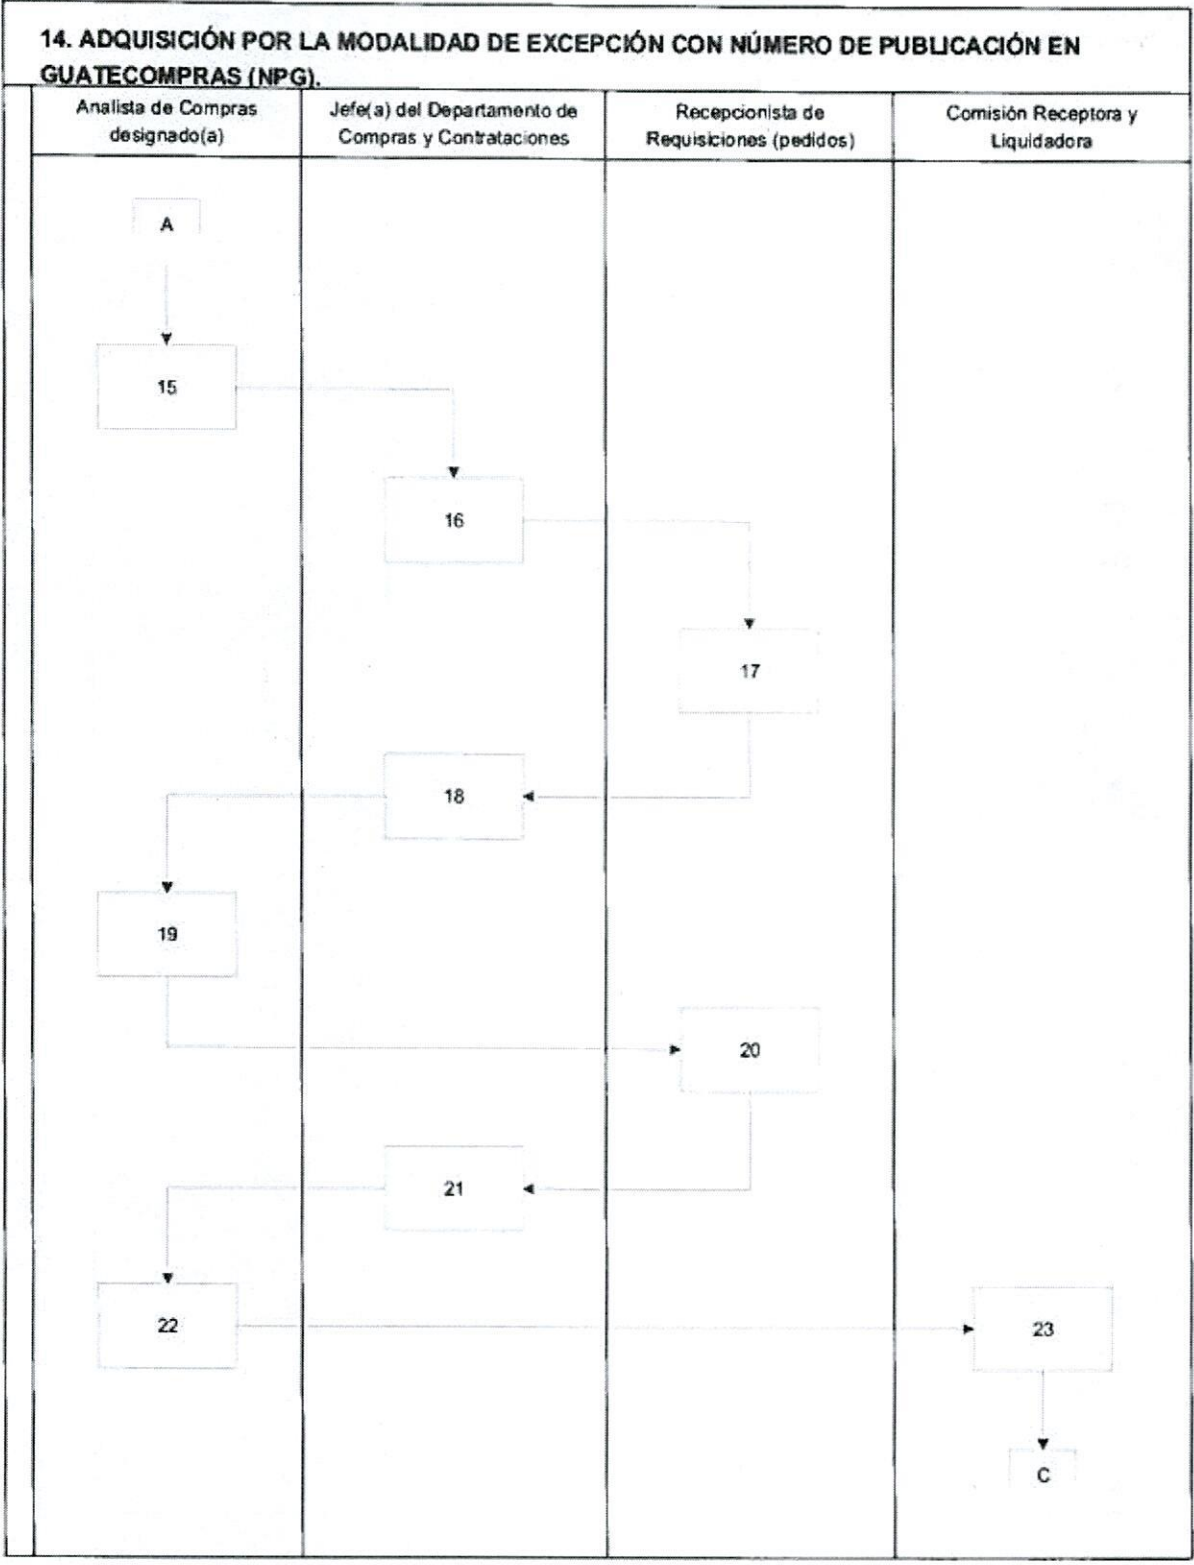 14. ADQUISICIÓN POR LA MODALIDAD DE EXCEPCIÓN CON NÚMERO DE PUBLICACIÓN EN
GUATECOMPRAS (NPG).
Analista de Compras
designado(a)
Jefe(a) del Departamento de
Compras y Contrataciones
Recepcionista de
Requisiciones (pedidos)
Comisión Receptora y
Liquidadora
A
15
16
17
18
19
20
21
22
23
C